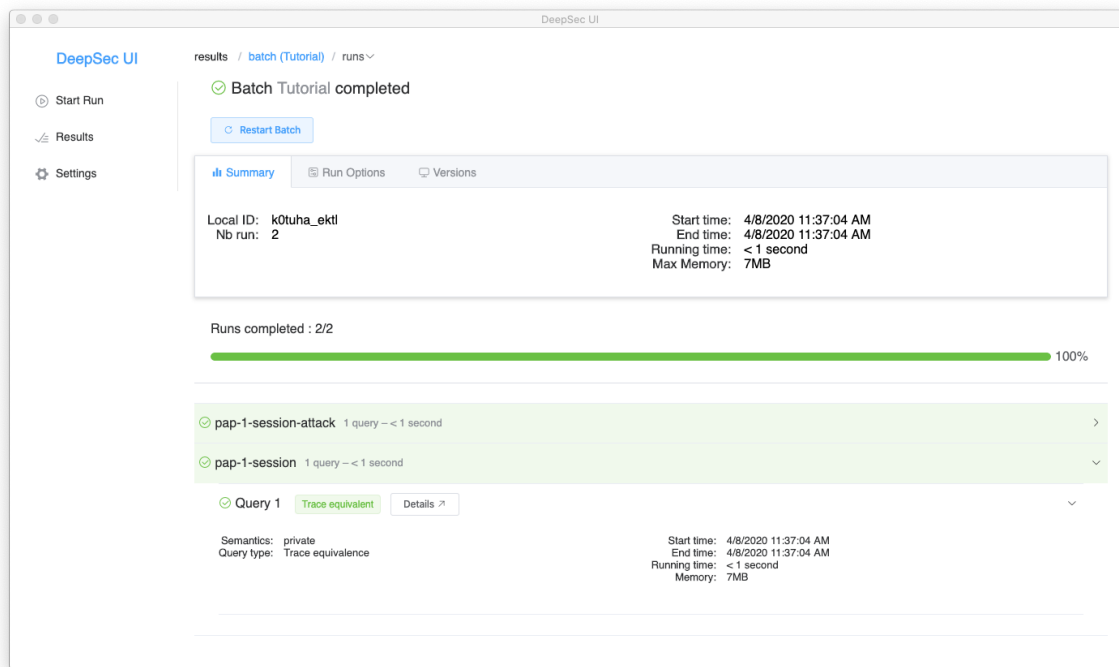 DeepSec UI
DeepSec UI
Start Run
Results
Settings
results / batch (Tutorial) / runs
Batch Tutorial completed
Restart Batch
Summary Run Options Versions
Local ID: k0tuha_ektl
Nb run: 2
Start time: 4/8/2020 11:37:04 AM
End time: 4/8/2020 11:37:04 AM
Running time: < 1 second
Max Memory: 7MB
Runs completed : 2/2
100%
pap-1-session-attack 1 query – < 1 second
pap-1-session 1 query – < 1 second
Query 1 Trace equivalent Details ↗
Semantics: private
Query type: Trace equivalence
Start time: 4/8/2020 11:37:04 AM
End time: 4/8/2020 11:37:04 AM
Running time: < 1 second
Memory: 7MB